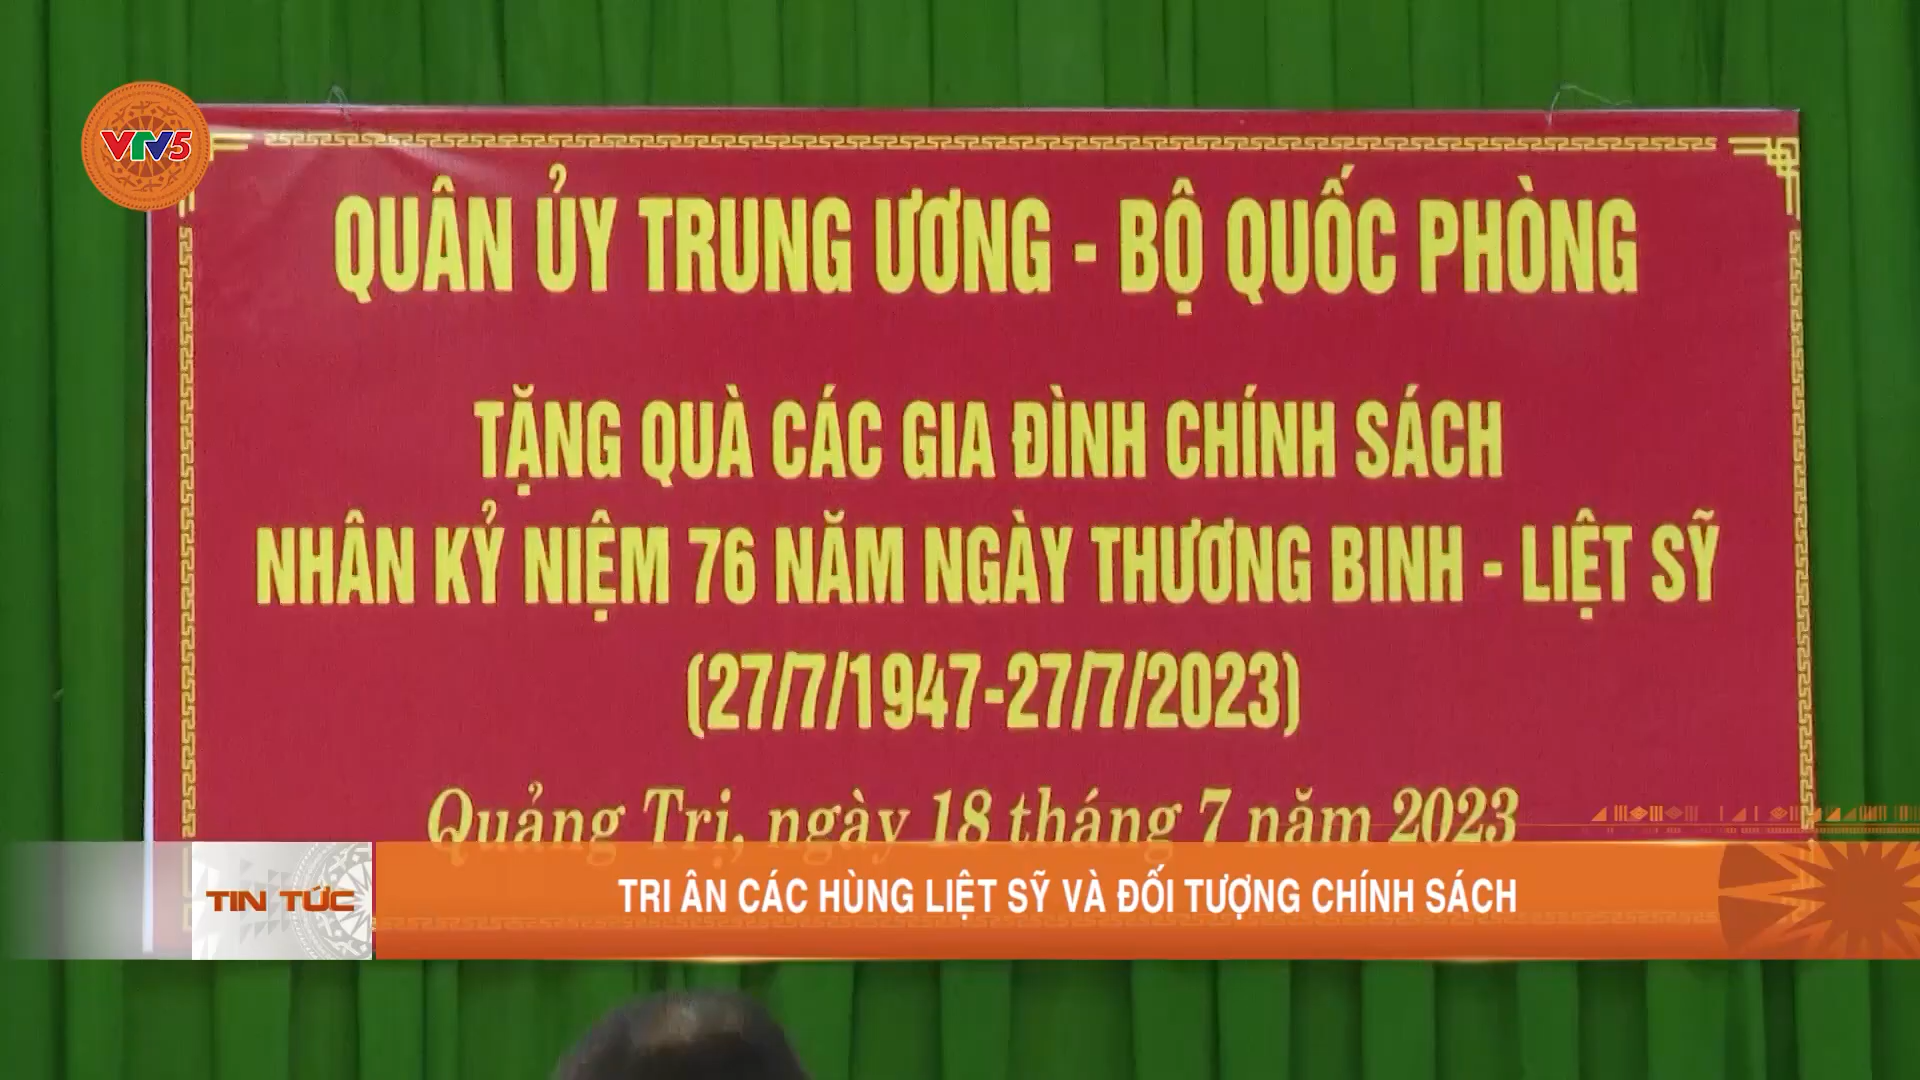 VTV5
QUÂN ỦY TRUNG ƯƠNG - BỘ QUỐC PHÒNG
TẶNG QUÀ CÁC GIA ĐÌNH CHÍNH SÁCH
NHÂN KỶ NIỆM 76 NĂM NGÀY THƯƠNG BINH - LIỆT SỸ
(27/7/1947-27/7/2023)
Quảng Trị, ngày 18 tháng 7 năm 2023
TIN TỨC
TRI ÂN CÁC HÙNG LIỆT SỸ VÀ ĐỐI TƯỢNG CHÍNH SÁCH